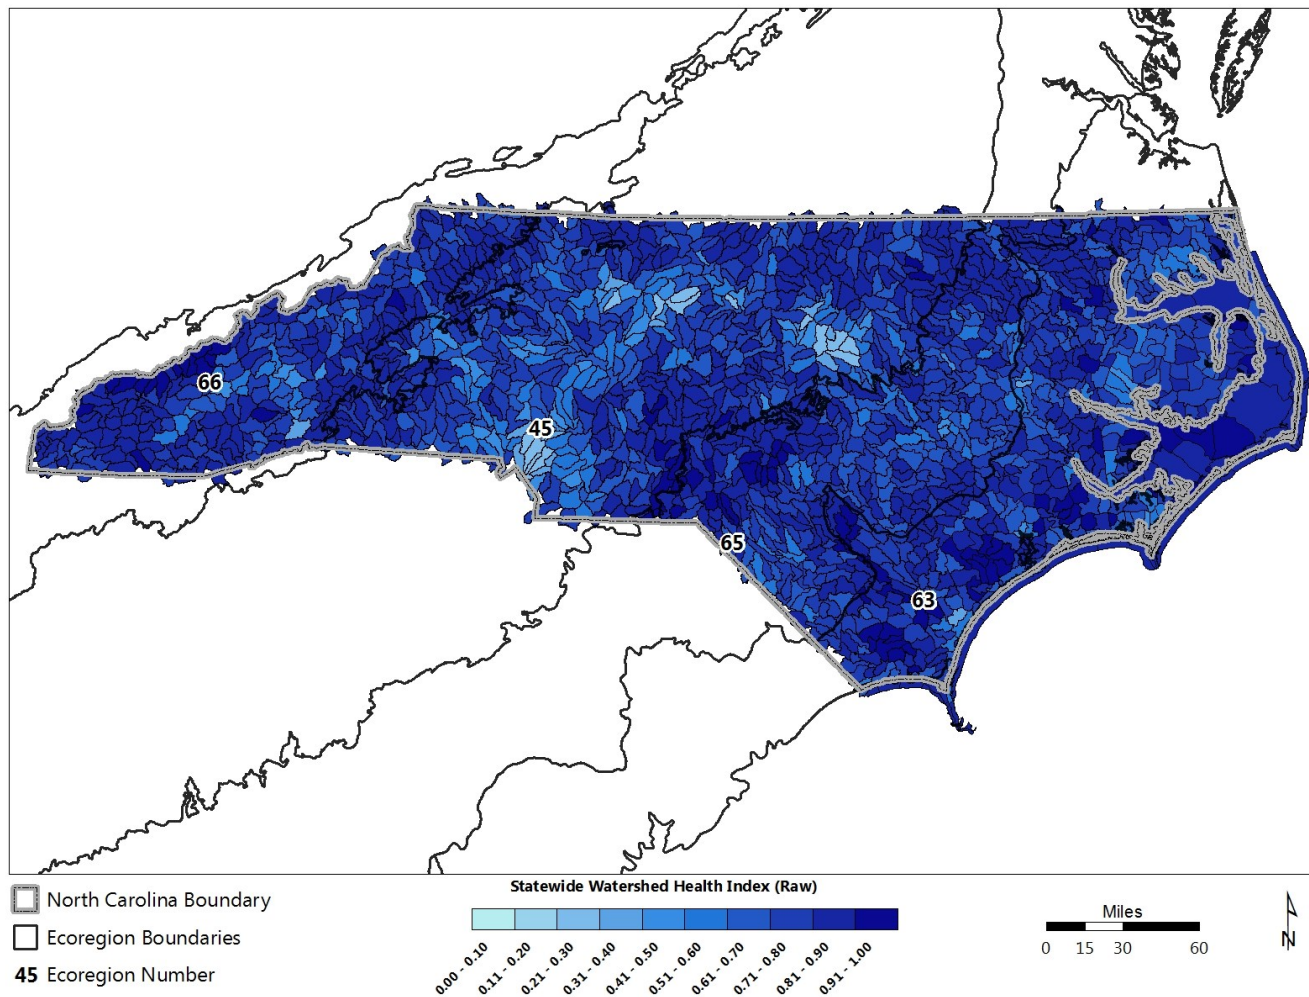 66
45
65
63
North Carolina Boundary
Ecoregion Boundaries
45 Ecoregion Number
Statewide Watershed Health Index (Raw)
0.00 - 0.10
0.11 - 0.20
0.21 - 0.30
0.31 - 0.40
0.41 - 0.50
0.51 - 0.60
0.61 - 0.70
0.71 - 0.80
0.81 - 0.90
0.91 - 1.00
Miles
0 15 30 60
N